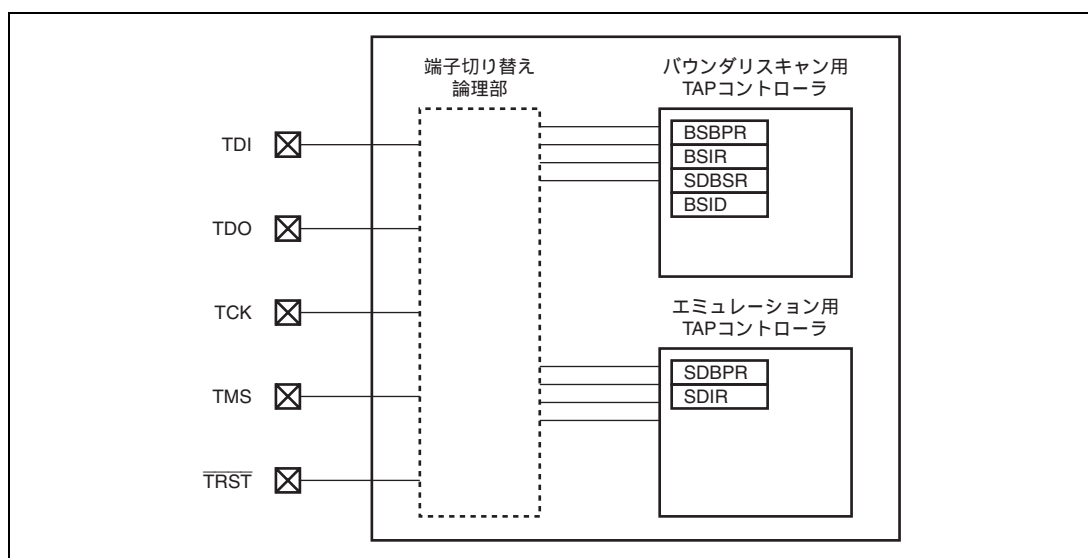 端子切り替え
論理部
バウンダリスキャン用
TAPコントローラ
TDI
TDO
TCK
TMS
TRST
BSBPR
BSIR
SDBSR
BSID
エミュレーション用
TAPコントローラ
SDBPR
SDIR